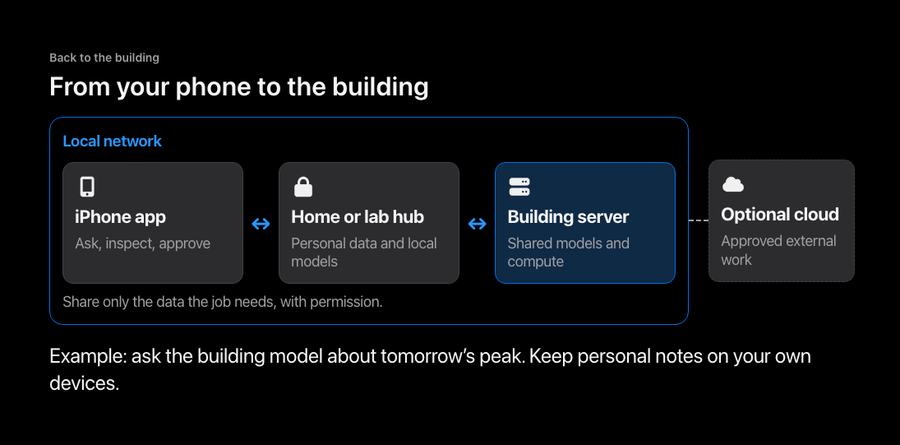 Back to the building
From your phone to the building
Local network
iPhone app
Ask, inspect, approve
Home or lab hub
Personal data and local
models
Building server
Shared models and
compute
Optional cloud
Approved external
work
Share only the data the job needs, with permission.
Example: ask the building model about tomorrow’s peak. Keep personal notes on your own
devices.